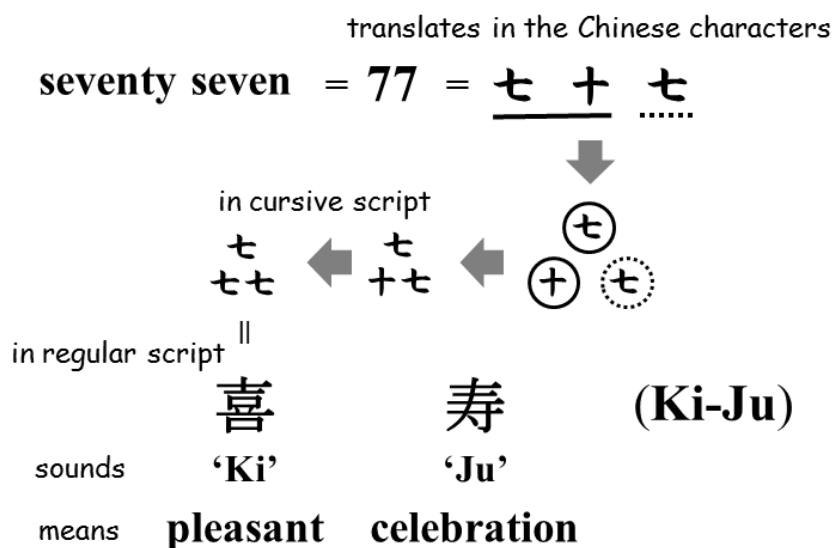 translates in the Chinese characters
seventy seven = 77 = 七 十 七
in cursive script
七
七七
七
十七
七
十 七
||
in regular script
喜 寿 (Ki-Ju)
sounds ‘Ki’ ‘Ju’
means pleasant celebration